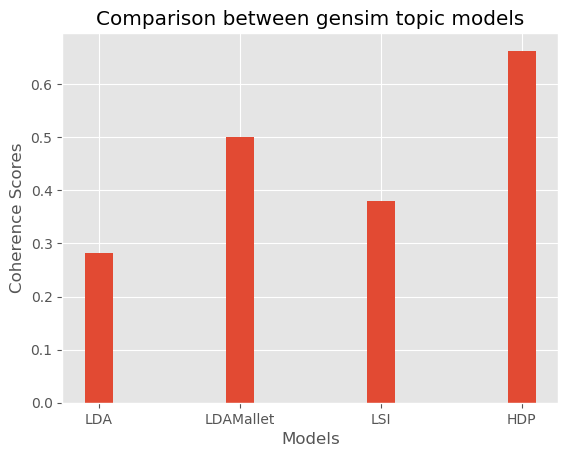 Comparison between gensim topic models
Coherence Scores
0.6
0.5
0.4
0.3
0.2
0.1
0.0
LDA LDAMallet LSI HDP
Models